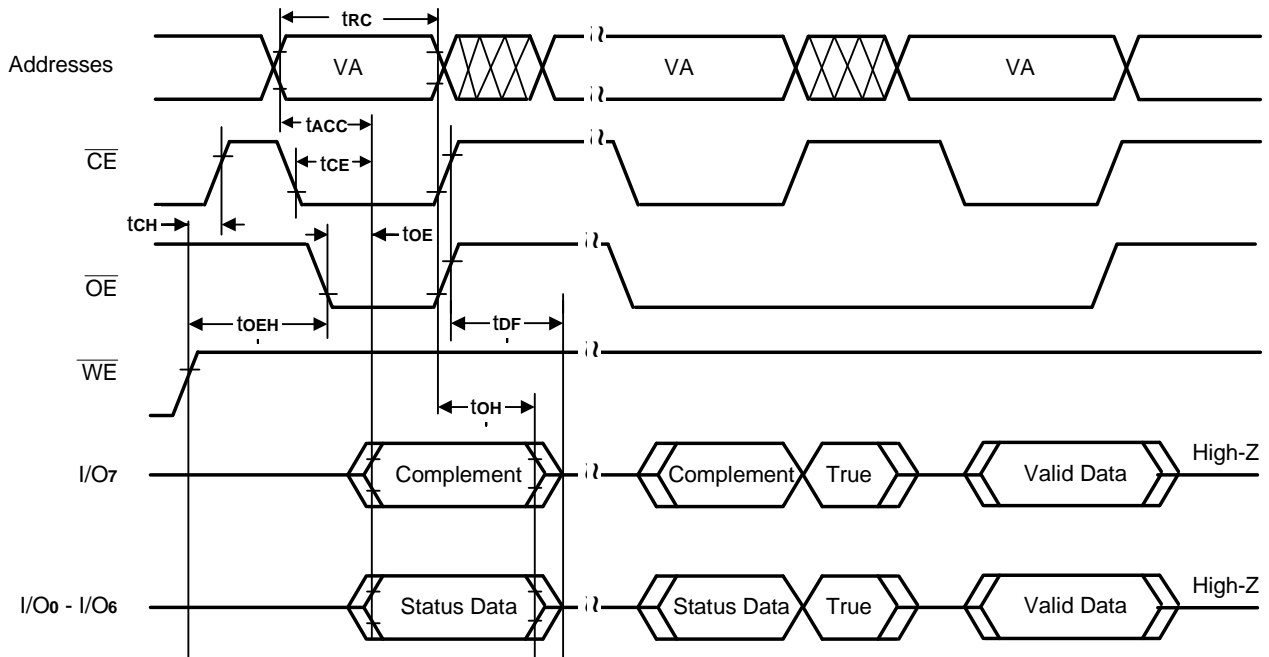 tRC
Addresses VA VA VA
tACC
CE tCE
tCH tOE
OE
tOEH tDF
WE
tOH
I/O7 Complement Complement True Valid Data High-Z
I/O0 - I/O6 Status Data Status Data True Valid Data High-Z